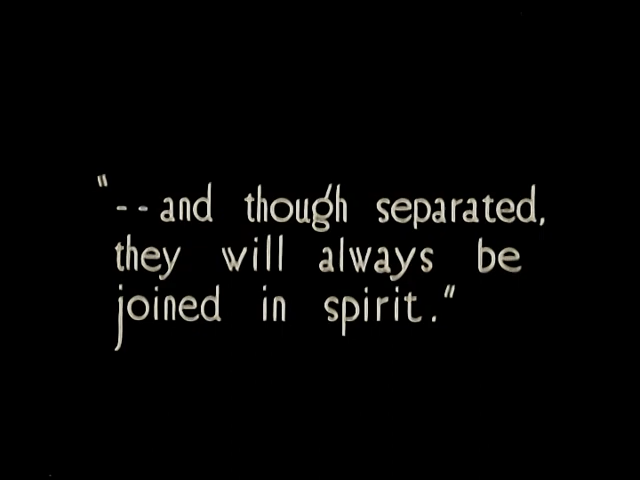 "--and though separated,
they will always be
joined in spirit."